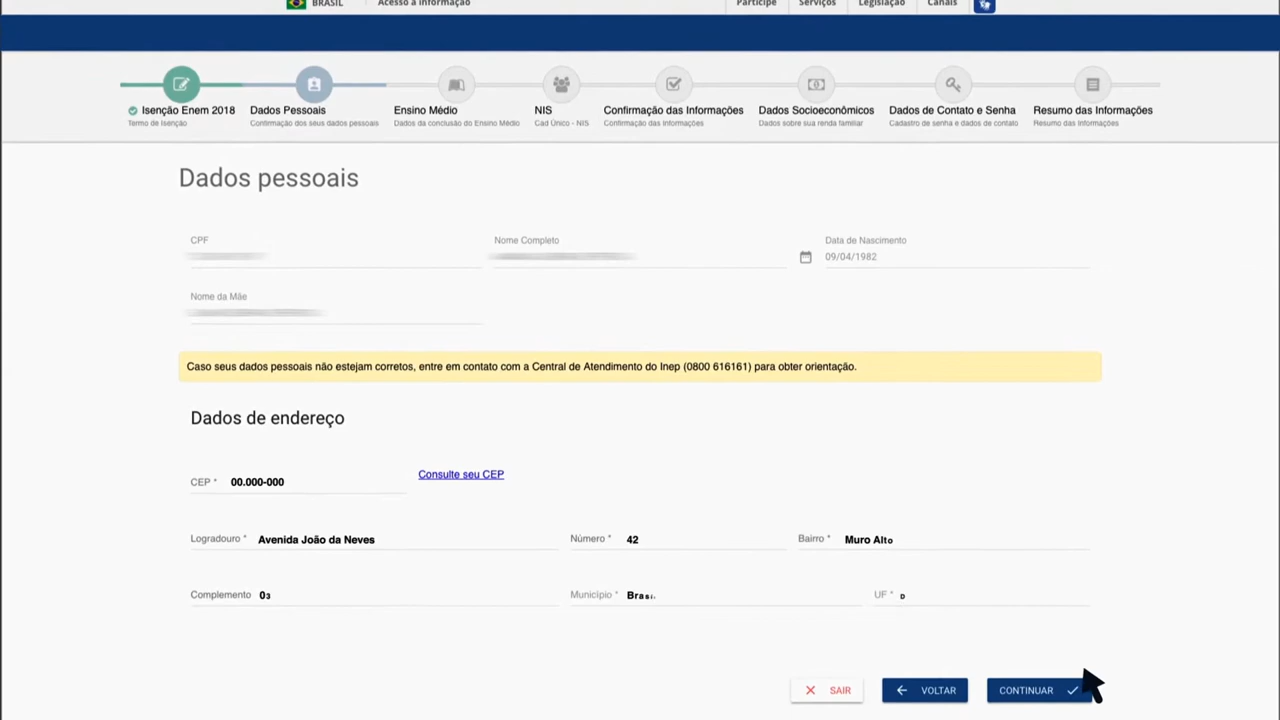 BRASIL Acesso à informação Participe Serviços Legislação Canais
Isenção Enem 2018 Dados Pessoais Ensino Médio NIS Confirmação das Informações Dados Socioeconômicos Dados de Contato e Senha Resumo das Informações
Termo de Isenção Confirmação dos seus dados pessoais Dados da conclusão do Ensino Médio Cad Único - NIS Confirmação das Informações Dados sobre sua renda familiar Cadastro de senha e dados de contato Resumo das Informações
Dados pessoais
CPF Nome Completo Data de Nascimento
09/04/1982
Nome da Mãe
Caso seus dados pessoais não estejam corretos, entre em contato com a Central de Atendimento do Inep (0800 616161) para obter orientação.
Dados de endereço
CEP * 00.000-000 Consulte seu CEP
Logradouro * Avenida João da Neves Número * 42 Bairro * Muro Alto
Complemento 03 Município * Brasi UF * D
SAIR VOLTAR CONTINUAR